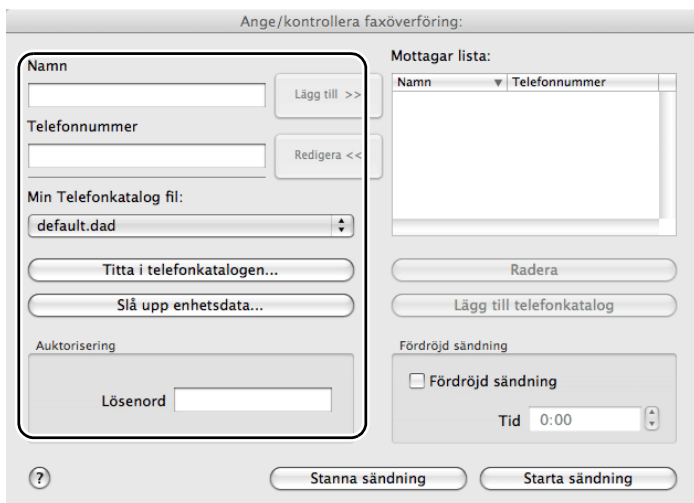 Ange/kontrollera faxöverföring:
Namn
Lägg till >>
Telefonnummer
Redigera <<
Min Telefonkatalog fil:
default.dad
Titta i telefonkatalogen...
Slå upp enhetsdata...
Auktorisering
Lösenord
Mottagar lista:
Namn Telefonnummer
Radera
Lägg till telefonkatalog
Fördröjd sändning
Fördröjd sändning
Tid 0:00
?
Stanna sändning
Starta sändning